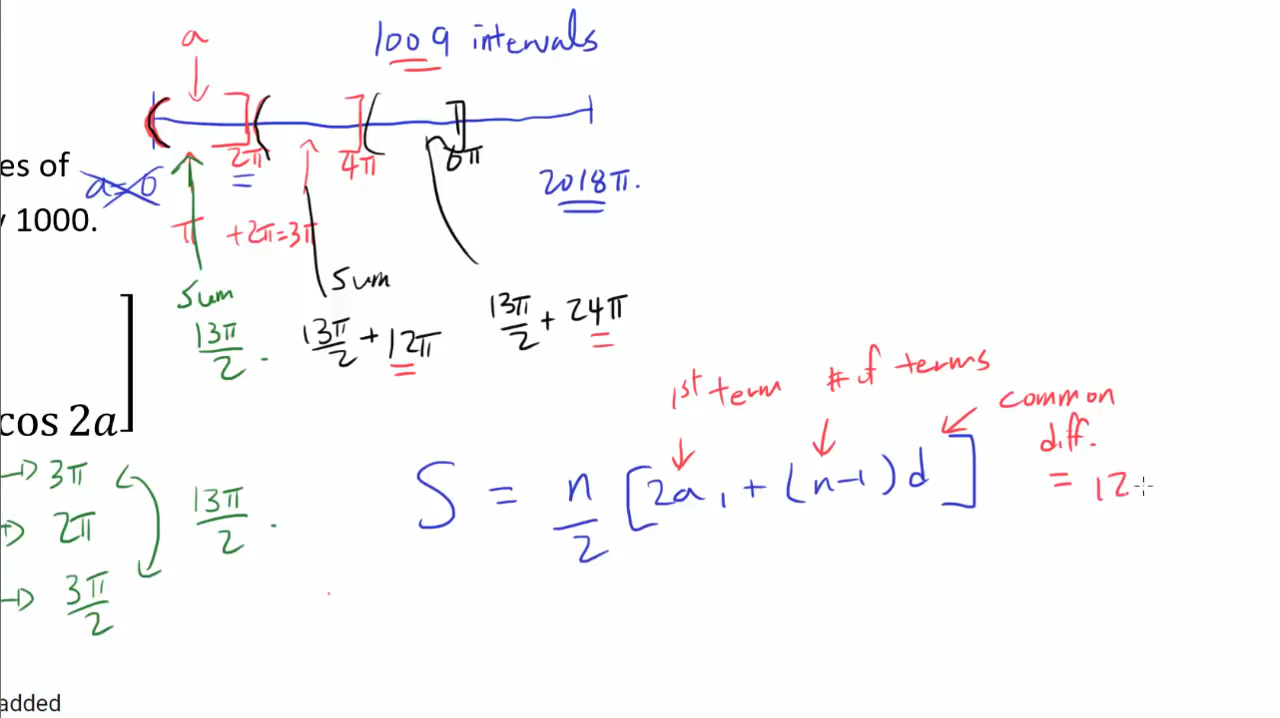 a
1009 intervals
2π
4π
6π
a=0
2018π.
es of
1000.
π +2π=3π
Sum
13π/2 .
Sum
13π/2 + 12π
13π/2 + 24π
1st term
# of terms
common
diff.
= 12
cos 2a]
→ 3π
→ 2π
→ 3π/2
13π/2 .
S = n/2 [2a₁ + (n-1)d]
added